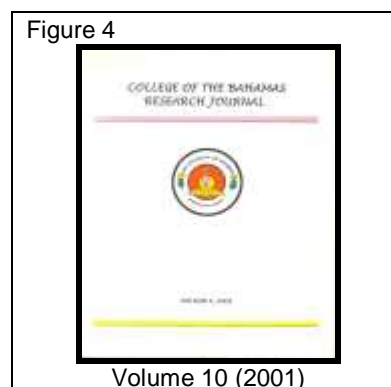 Figure 4
COLLEGE OF THE BAHAMAS
RESEARCH JOURNAL
Volume 10 (2001)